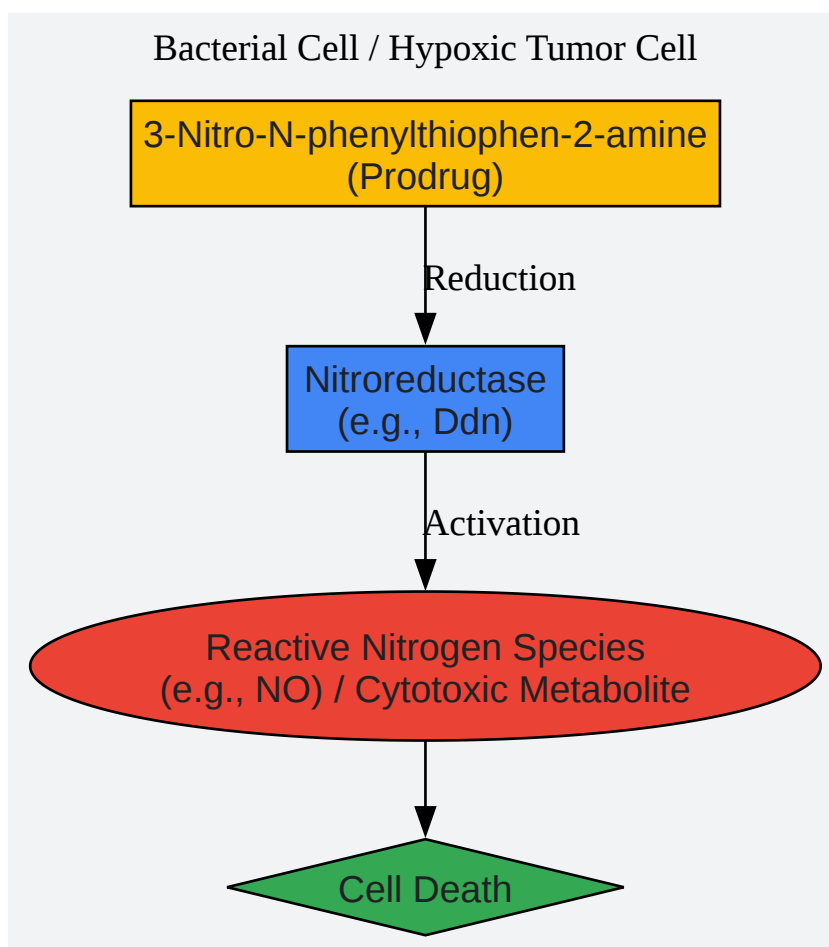 Bacterial Cell / Hypoxic Tumor Cell
3-Nitro-N-phenylthiophen-2-amine
(Prodrug)
Reduction
Nitroreductase
(e.g., Ddn)
Activation
Reactive Nitrogen Species
(e.g., NO) / Cytotoxic Metabolite
Cell Death